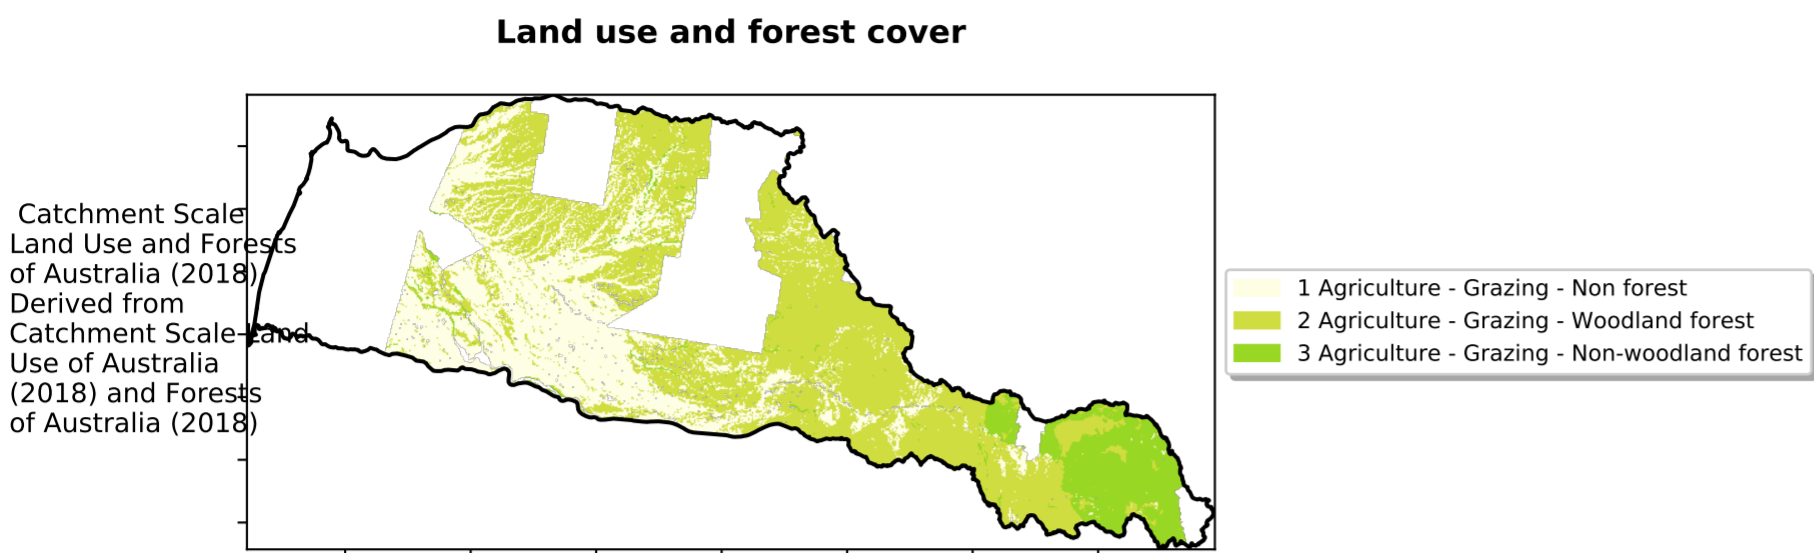 Land use and forest cover
Catchment Scale
Land Use and Forests
of Australia (2018)
Derived from
Catchment Scale Land
Use of Australia
(2018) and Forests
of Australia (2018)
1 Agriculture - Grazing - Non forest
2 Agriculture - Grazing - Woodland forest
3 Agriculture - Grazing - Non-woodland forest